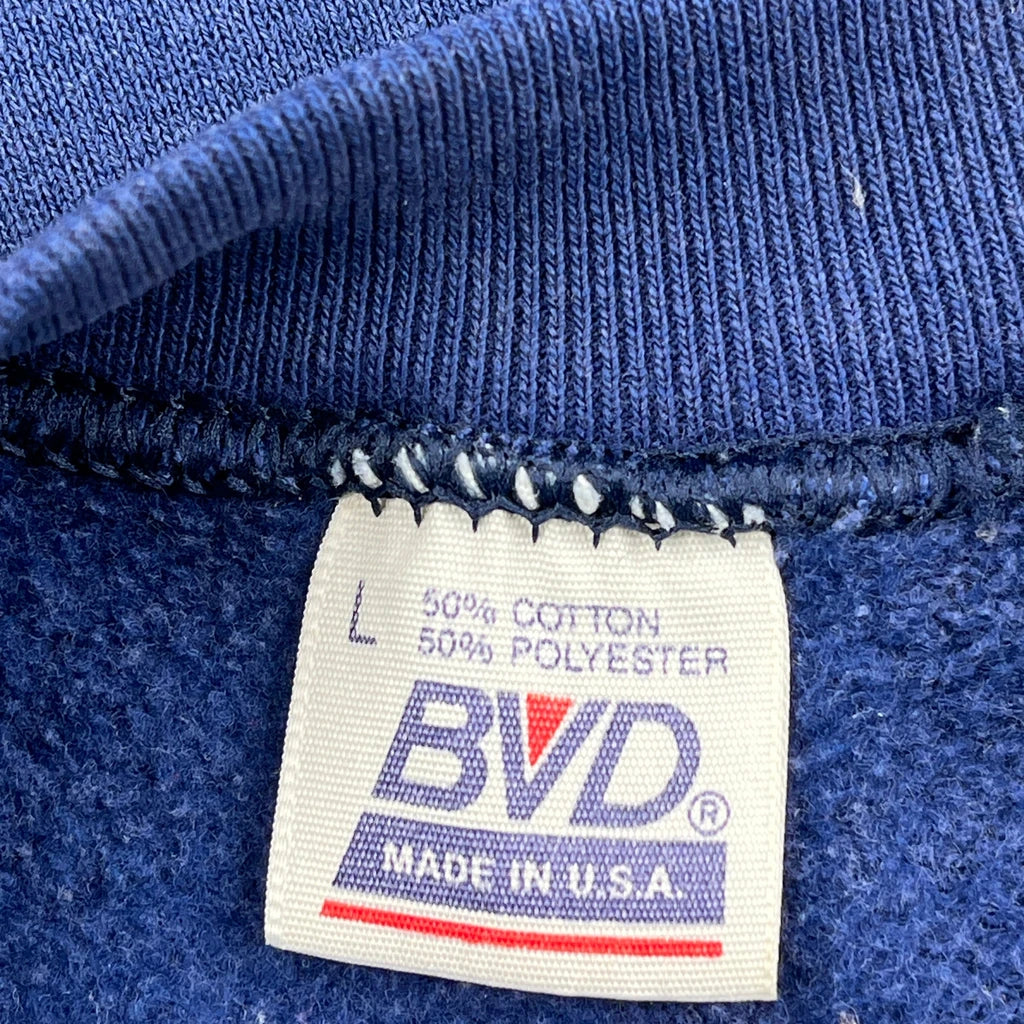 L
50% COTTON
50% POLYESTER
BVD®
MADE IN U.S.A.